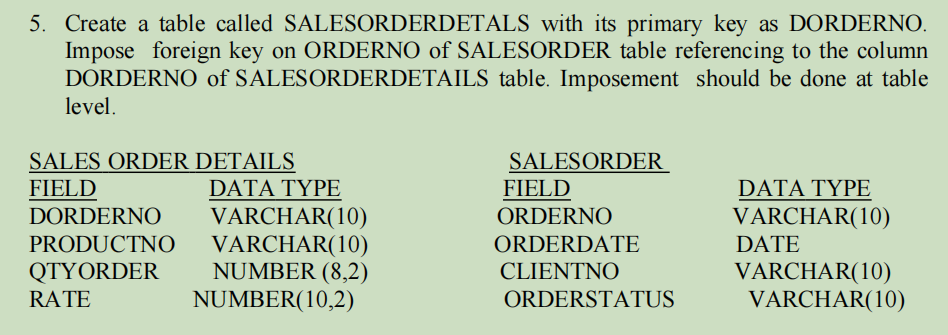 5. Create a table called SALESORDERDETALS with its primary key as DORDERNO.
Impose foreign key on ORDERNO of SALESORDER table referencing to the column
DORDERNO of SALESORDERDETAILS table. Imposement should be done at table
level.
SALES ORDER DETAILS SALESORDER
FIELD DATA TYPE FIELD DATA TYPE
DORDERNO VARCHAR(10) ORDERNO VARCHAR(10)
PRODUCTNO VARCHAR(10) ORDERDATE DATE
QTYORDER NUMBER (8,2) CLIENTNO VARCHAR(10)
RATE NUMBER(10,2) ORDERSTATUS VARCHAR(10)